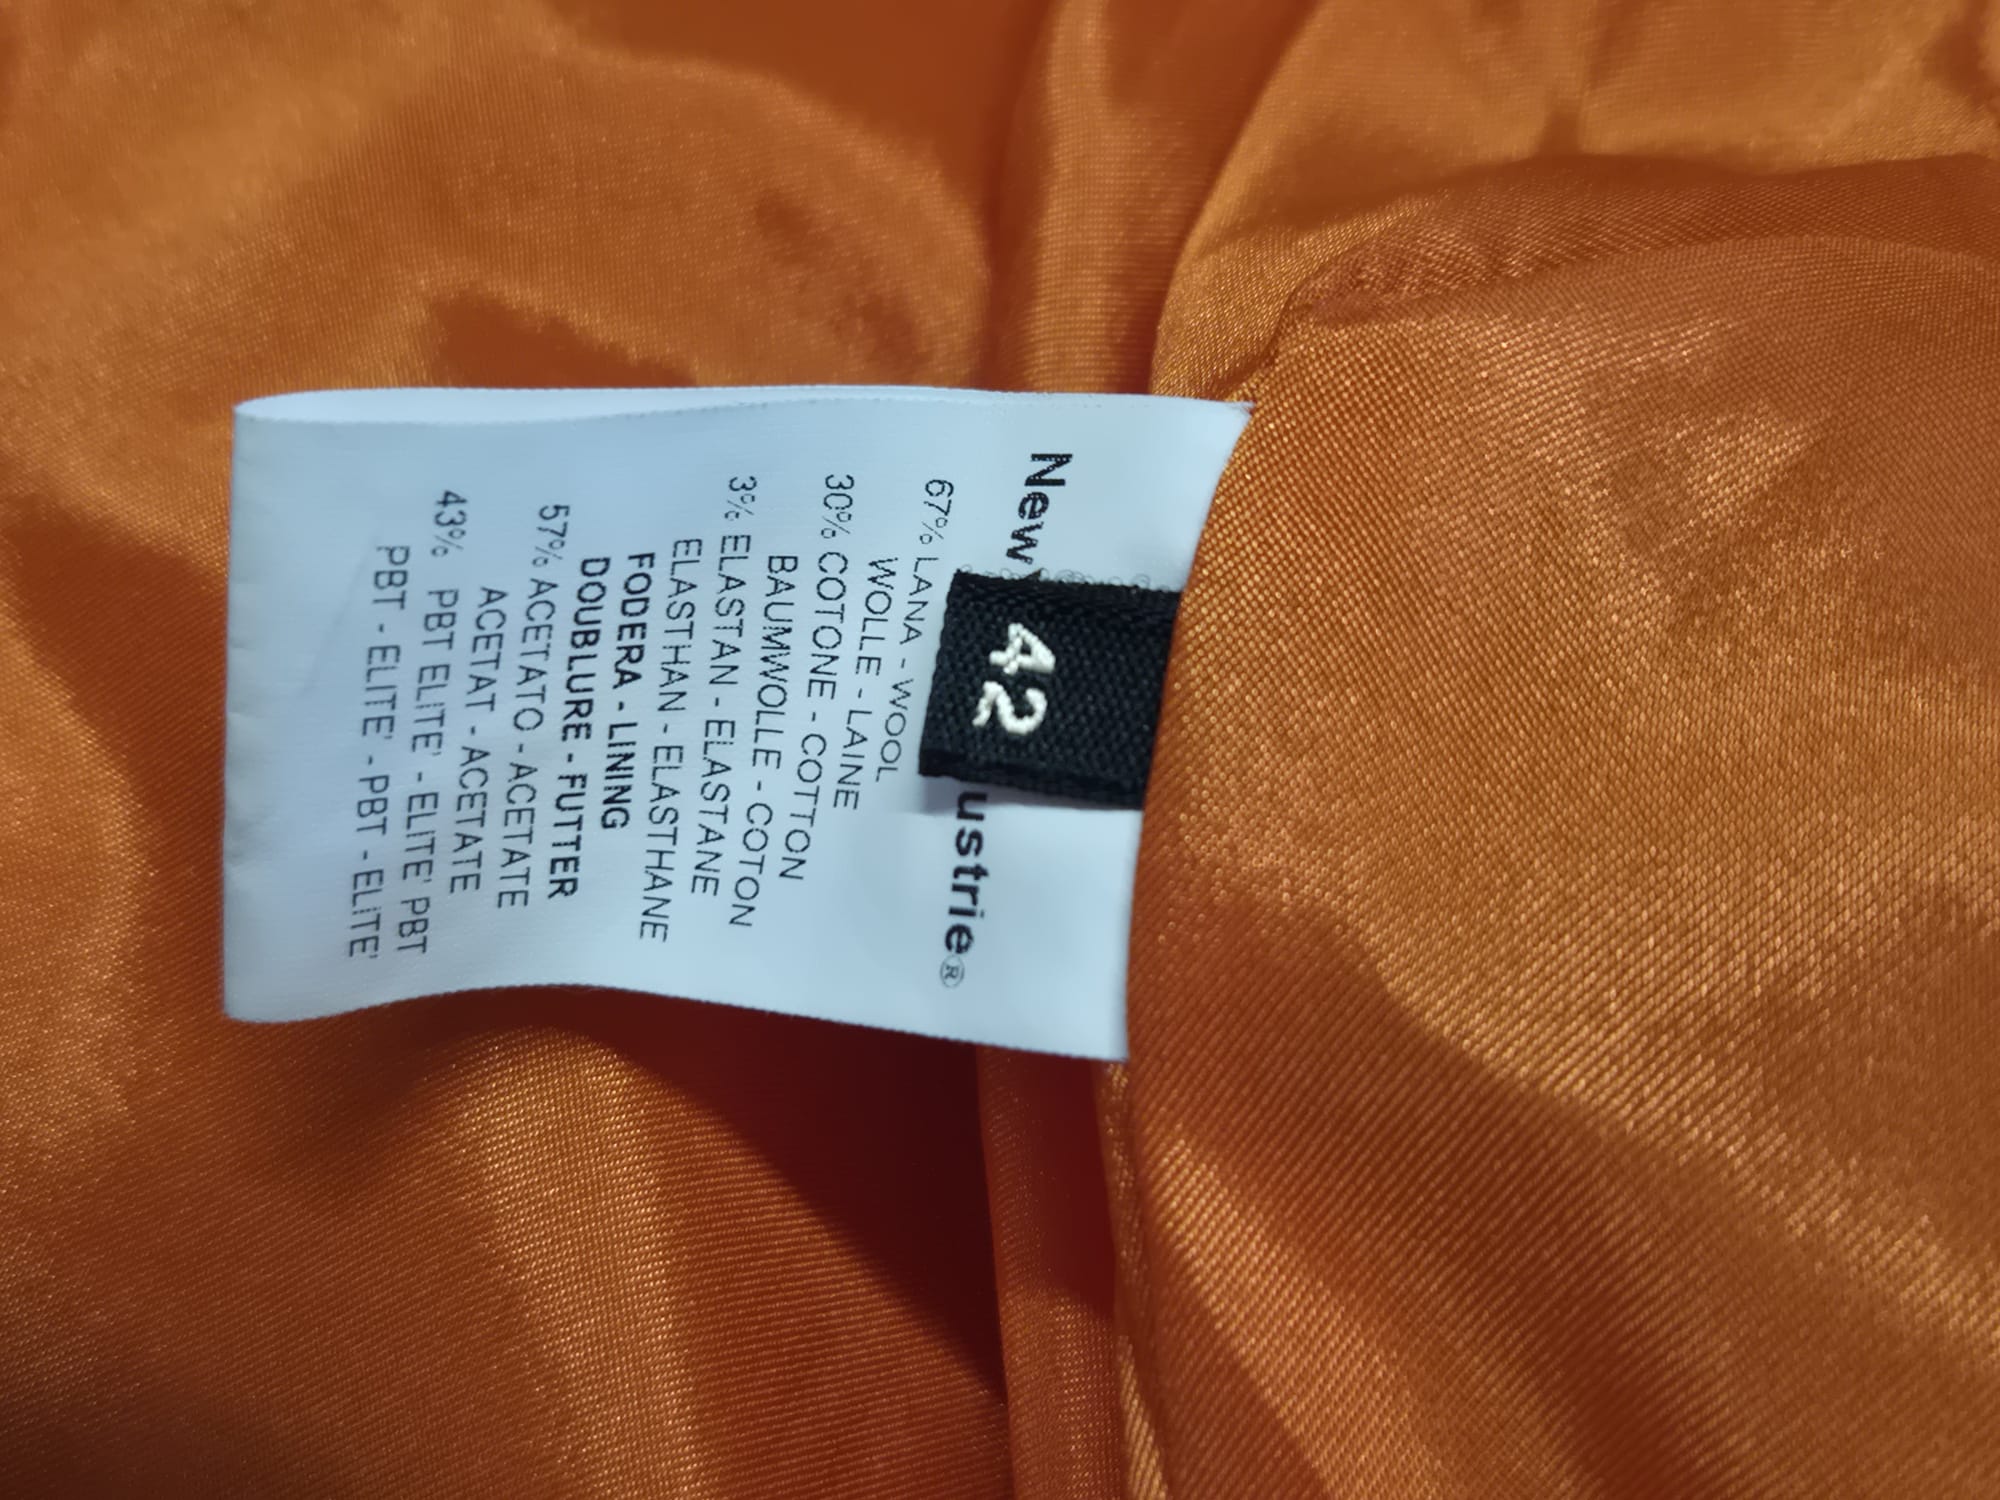 New
ustrie®
42
67% LANA - WOOL
WOLLE - LAINE
30% COTONE - COTTON
BAUMWOLLE - COTON
3% ELASTAN - ELASTANE
ELASTHAN - ELASTHANE
FODERA - LINING
DOUBLURE - FUTTER
57% ACETATO - ACETATE
ACETAT - ACETATE
43% PBT ELITE' - ELITE' PBT
PBT - ELITE' - PBT - ELITE'